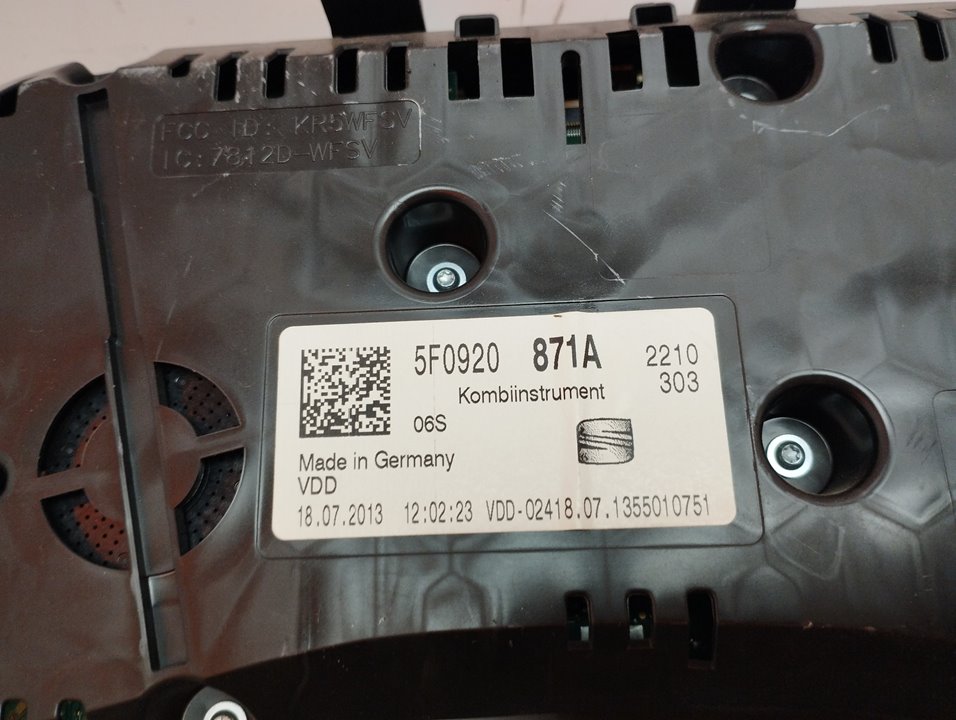 FCC ID: KR5WFSV
IC:7812D-WFSV
5F0920 871A 2210
Kombiinstrument 303
06S
Made in Germany
VDD
18.07.2013 12:02:23 VDD-02418.07.1355010751